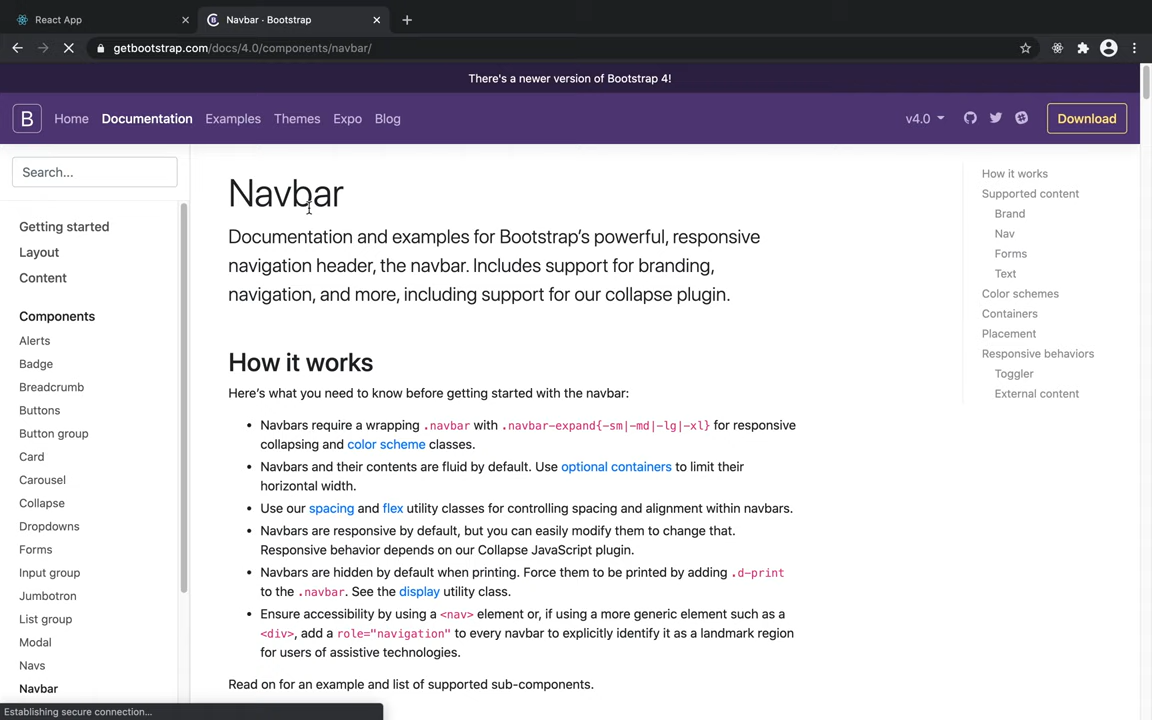 React App
Navbar · Bootstrap
getbootstrap.com/docs/4.0/components/navbar/
There's a newer version of Bootstrap 4!
B Home Documentation Examples Themes Expo Blog v4.0 Download
Search...
Getting started
Layout
Content
Components
Alerts
Badge
Breadcrumb
Buttons
Button group
Card
Carousel
Collapse
Dropdowns
Forms
Input group
Jumbotron
List group
Modal
Navs
Navbar
Navbar
Documentation and examples for Bootstrap’s powerful, responsive
navigation header, the navbar. Includes support for branding,
navigation, and more, including support for our collapse plugin.
How it works
Here’s what you need to know before getting started with the navbar:
• Navbars require a wrapping .navbar with .navbar-expand{-sm|-md|-lg|-xl} for responsive
collapsing and color scheme classes.
• Navbars and their contents are fluid by default. Use optional containers to limit their
horizontal width.
• Use our spacing and flex utility classes for controlling spacing and alignment within navbars.
• Navbars are responsive by default, but you can easily modify them to change that.
Responsive behavior depends on our Collapse JavaScript plugin.
• Navbars are hidden by default when printing. Force them to be printed by adding .d-print
to the .navbar. See the display utility class.
• Ensure accessibility by using a <nav> element or, if using a more generic element such as a
<div>, add a role="navigation" to every navbar to explicitly identify it as a landmark region
for users of assistive technologies.
Read on for an example and list of supported sub-components.
How it works
Supported content
Brand
Nav
Forms
Text
Color schemes
Containers
Placement
Responsive behaviors
Toggler
External content
Establishing secure connection...